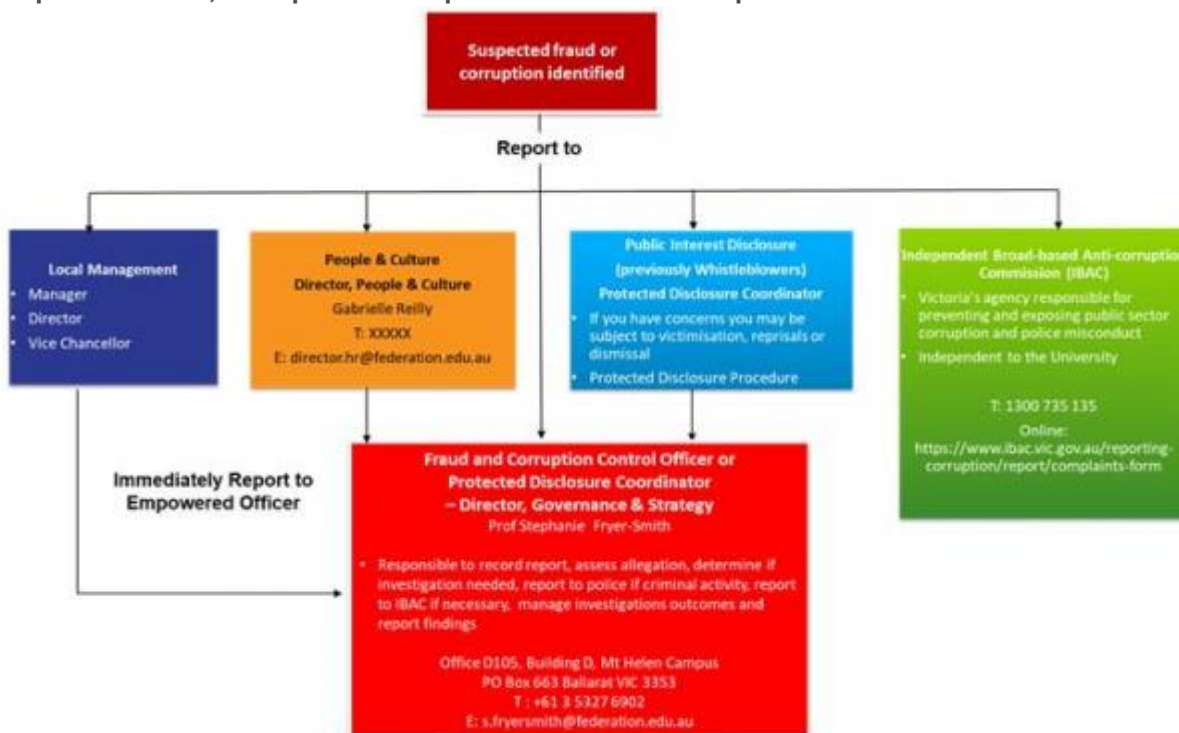 Suspected fraud or
corruption identified
Report to
Local Management
• Manager
• Director
• Vice Chancellor
People & Culture
Director, People & Culture
Gabrielle Reilly
T: XXXXX
E: director.hr@federation.edu.au
Public Interest Disclosure
(previously Whistleblowers)
Protected Disclosure Coordinator
• If you have concerns you may be
subject to victimisation, reprisals or
dismissal
• Protected Disclosure Procedure
Independent Broad-based Anti-corruption
Commission (IBAC)
• Victoria's agency responsible for
preventing and exposing public sector
corruption and police misconduct
• Independent to the University
T: 1300 735 135
Online:
https://www.ibac.vic.gov.au/reporting-
corruption/report/complaints-form
Immediately Report to
Empowered Officer
Fraud and Corruption Control Officer or
Protected Disclosure Coordinator
– Director, Governance & Strategy
Prof Stephanie Fryer-Smith
• Responsible to record report, assess allegation, determine if
investigation needed, report to police if criminal activity, report
to IBAC if necessary, manage investigations outcomes and
report findings
Office D105, Building D, Mt Helen Campus
PO Box 663 Ballarat VIC 3353
T : +61 3 5327 6902
E: s.fryersmith@federation.edu.au